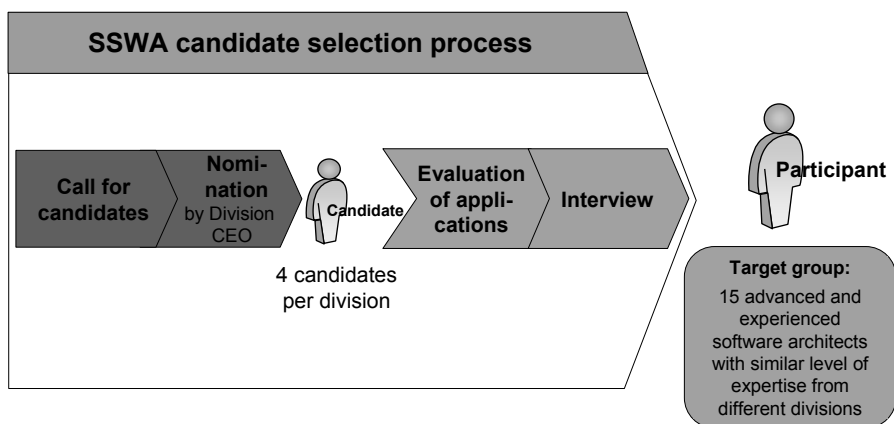 SSWA candidate selection process
Call for
candidates
Nomi-
nation
by Division
CEO
Candidate
4 candidates
per division
Evaluation
of appli-
cations
Interview
Participant
Target group:
15 advanced and
experienced
software architects
with similar level of
expertise from
different divisions